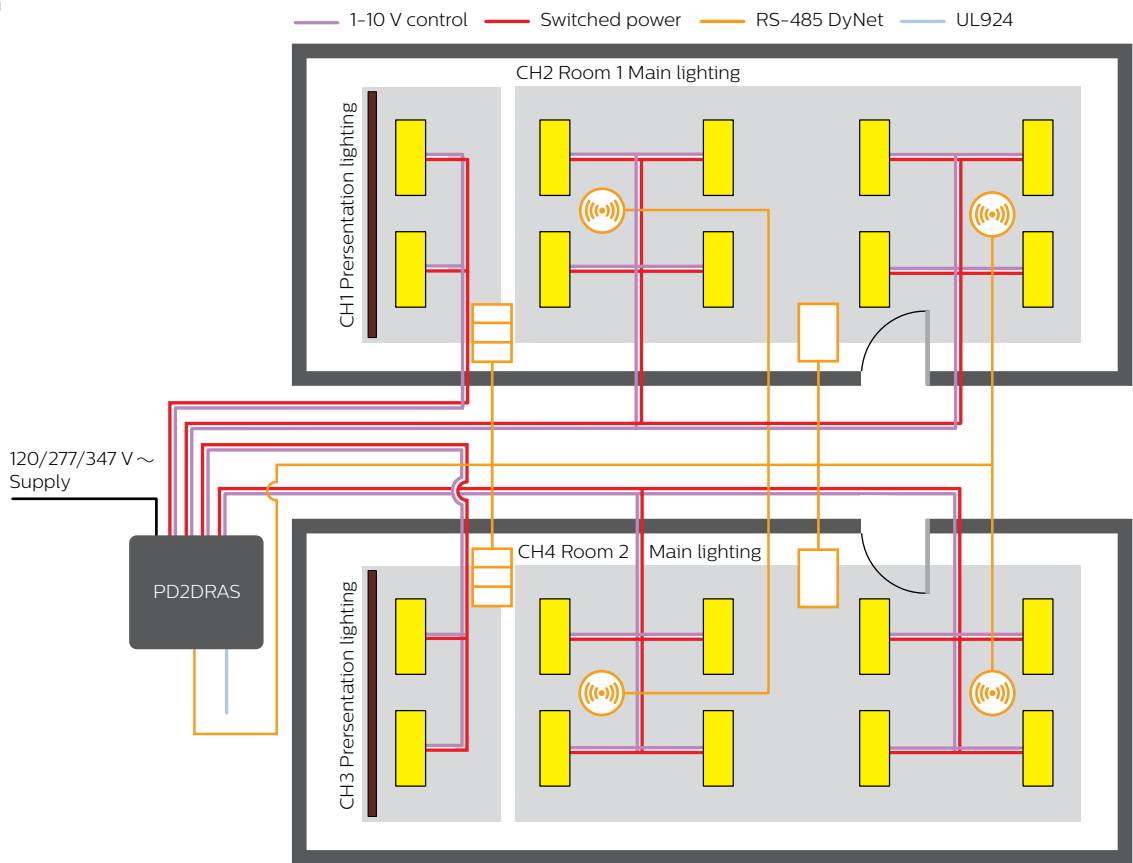 1-10 V control
Switched power
RS-485 DyNet
UL924
CH2 Room 1 Main lighting
CH1 Prersentation lighting
120/277/347 V ~
Supply
PD2DRAS
CH4 Room 2 Main lighting
CH3 Prersentation lighting